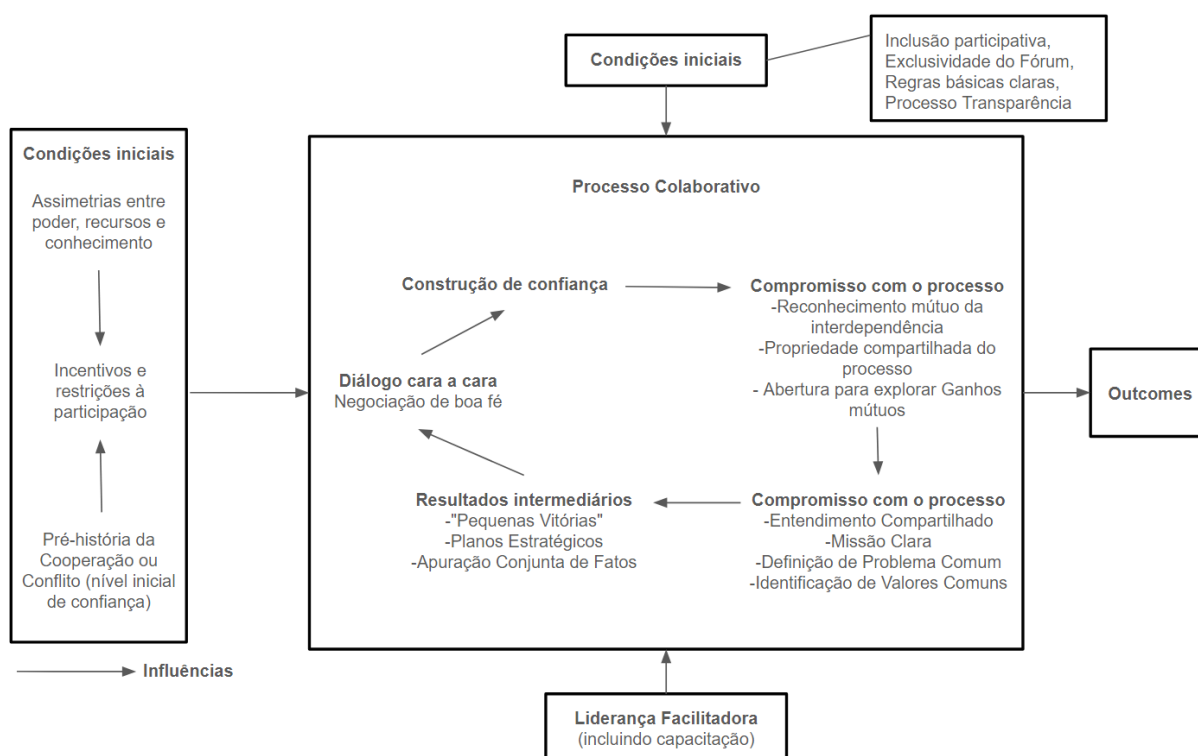 Condições iniciais
Inclusão participativa,
Exclusividade do Fórum,
Regras básicas claras,
Processo Transparência
Condições iniciais
Assimetrias entre
poder, recursos e
conhecimento
Incentivos e
restrições à
participação
Pré-história da
Cooperação ou
Conflito (nível inicial
de confiança)
Influências
Processo Colaborativo
Construção de confiança
Compromisso com o processo
-Reconhecimento mútuo da
interdependência
-Propriedade compartilhada do
processo
- Abertura para explorar Ganhos
mútuos
Diálogo cara a cara
Negociação de boa fé
Resultados intermediários
-"Pequenas Vitórias"
-Planos Estratégicos
-Apuração Conjunta de Fatos
Compromisso com o processo
-Entendimento Compartilhado
-Missão Clara
-Definição de Problema Comum
-Identificação de Valores Comuns
Outcomes
Liderança Facilitadora
(incluindo capacitação)